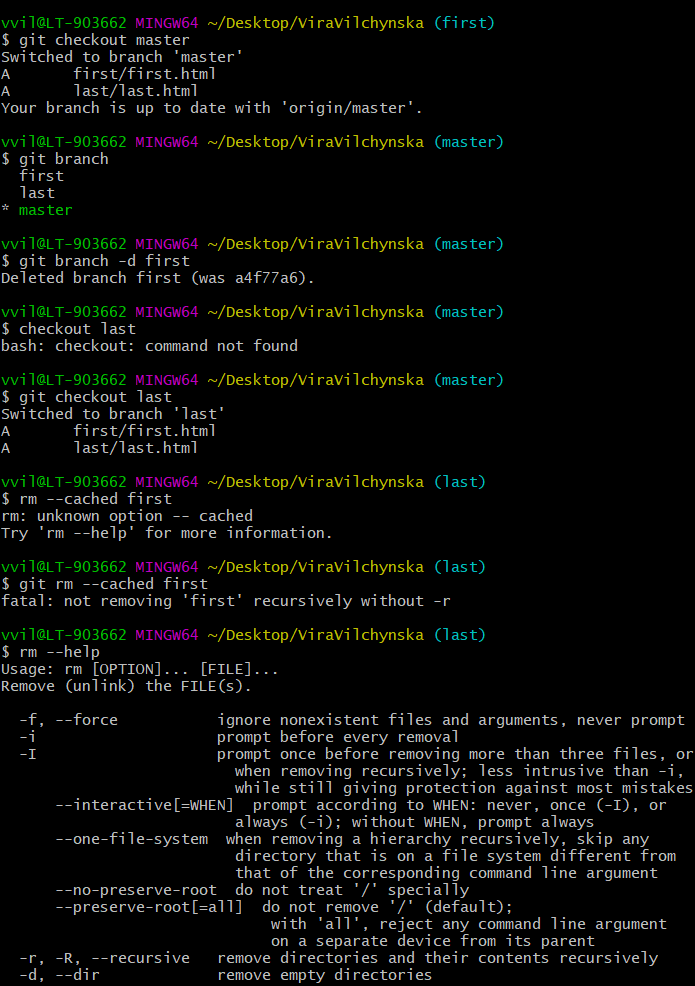 vvil@LT-903662 MINGW64 ~/Desktop/ViraVilchynska (first)
$ git checkout master
Switched to branch 'master'
A       first/first.html
A       last/last.html
Your branch is up to date with 'origin/master'.

vvil@LT-903662 MINGW64 ~/Desktop/ViraVilchynska (master)
$ git branch
  first
  last
* master

vvil@LT-903662 MINGW64 ~/Desktop/ViraVilchynska (master)
$ git branch -d first
Deleted branch first (was a4f77a6).

vvil@LT-903662 MINGW64 ~/Desktop/ViraVilchynska (master)
$ checkout last
bash: checkout: command not found

vvil@LT-903662 MINGW64 ~/Desktop/ViraVilchynska (master)
$ git checkout last
Switched to branch 'last'
A       first/first.html
A       last/last.html

vvil@LT-903662 MINGW64 ~/Desktop/ViraVilchynska (last)
$ rm --cached first
rm: unknown option -- cached
Try 'rm --help' for more information.

vvil@LT-903662 MINGW64 ~/Desktop/ViraVilchynska (last)
$ git rm --cached first
fatal: not removing 'first' recursively without -r

vvil@LT-903662 MINGW64 ~/Desktop/ViraVilchynska (last)
$ rm --help
Usage: rm [OPTION]... [FILE]...
Remove (unlink) the FILE(s).

  -f, --force           ignore nonexistent files and arguments, never prompt
  -i                    prompt before every removal
  -I                    prompt once before removing more than three files, or
                          when removing recursively; less intrusive than -i,
                          while still giving protection against most mistakes
      --interactive[=WHEN]  prompt according to WHEN: never, once (-I), or
                          always (-i); without WHEN, prompt always
      --one-file-system  when removing a hierarchy recursively, skip any
                          directory that is on a file system different from
                          that of the corresponding command line argument
      --no-preserve-root  do not treat '/' specially
      --preserve-root[=all]  do not remove '/' (default);
                              with 'all', reject any command line argument
                              on a separate device from its parent
  -r, -R, --recursive   remove directories and their contents recursively
  -d, --dir             remove empty directories